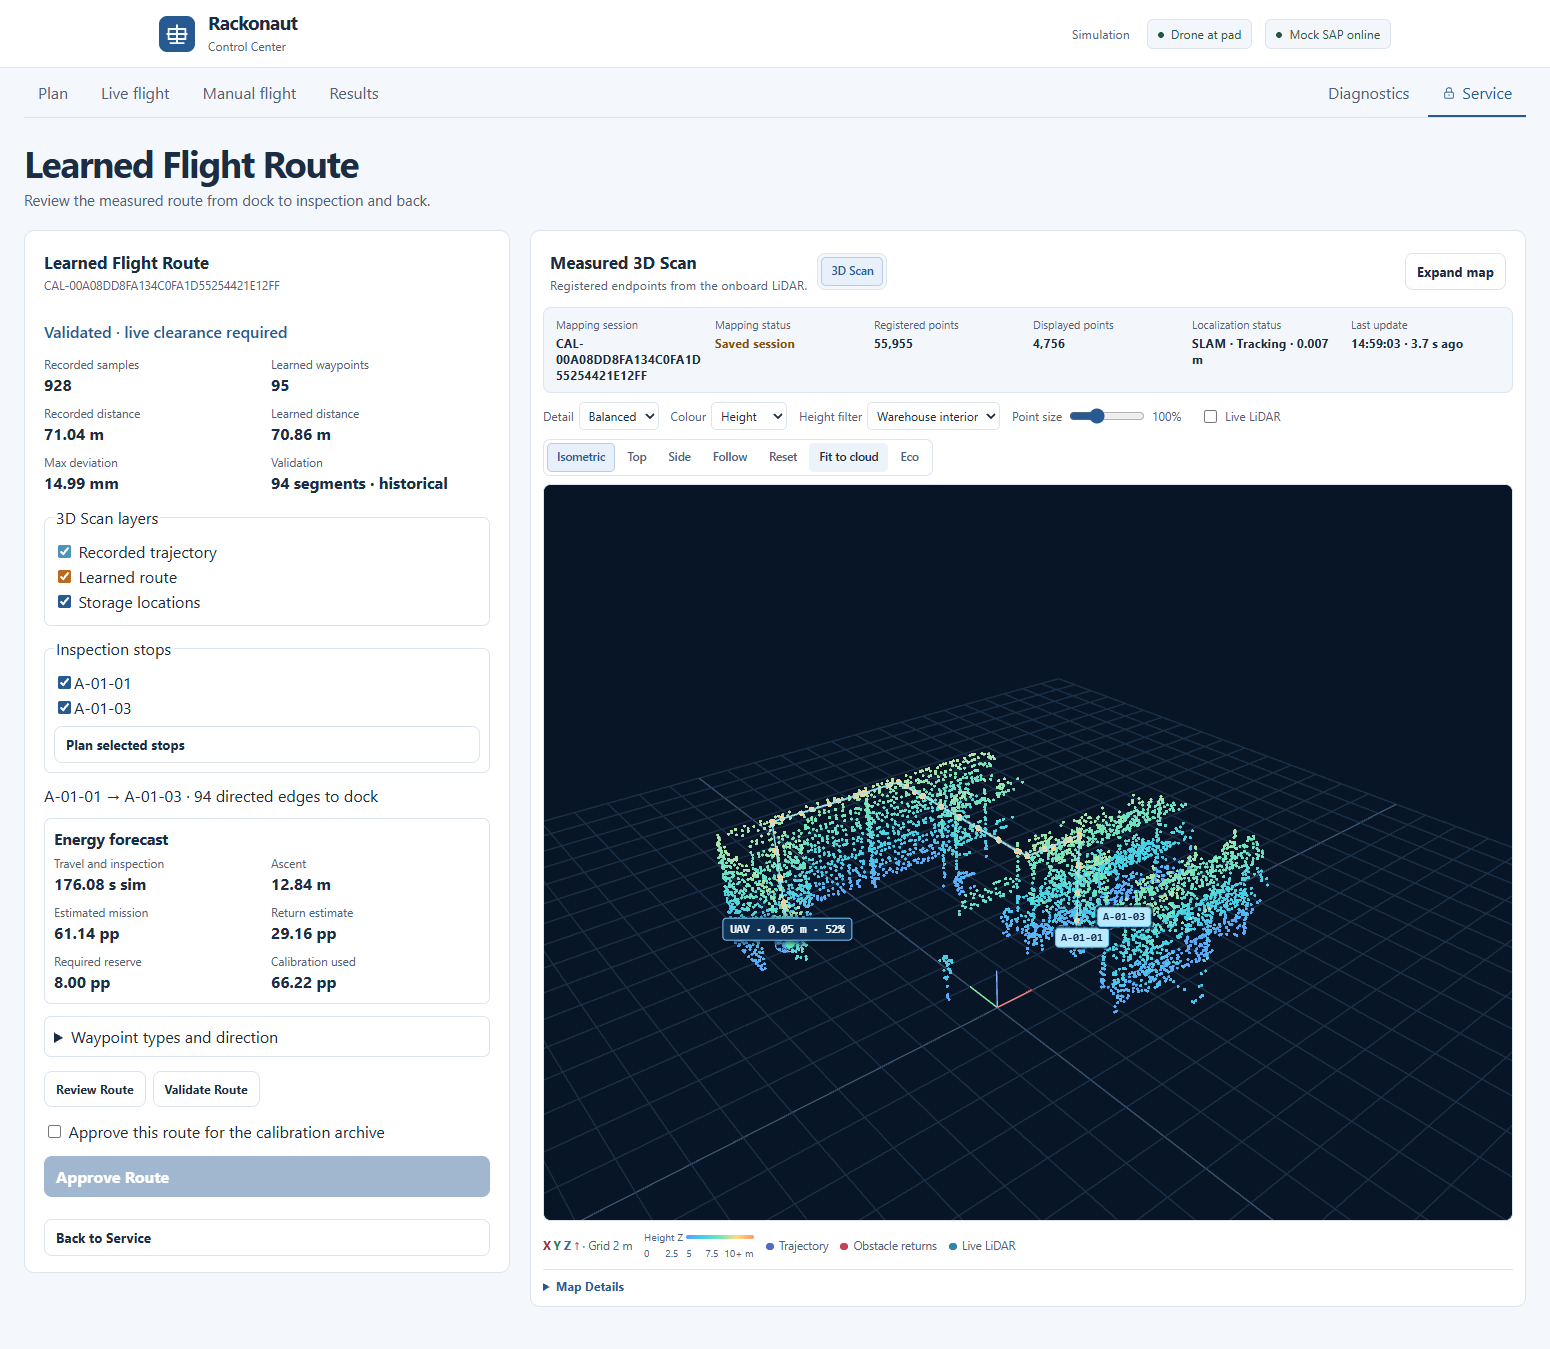 Rackonaut
Control Center
Simulation
Drone at pad
Mock SAP online
Plan
Live flight
Manual flight
Results
Diagnostics
Service
Learned Flight Route
Review the measured route from dock to inspection and back.
Learned Flight Route
CAL-00A08DD8FA134C0FA1D55254421E12FF
Validated · live clearance required
Recorded samples
928
Learned waypoints
95
Recorded distance
71.04 m
Learned distance
70.86 m
Max deviation
14.99 mm
Validation
94 segments · historical
3D Scan layers
Recorded trajectory
Learned route
Storage locations
Inspection stops
A-01-01
A-01-03
Plan selected stops
A-01-01 → A-01-03 · 94 directed edges to dock
Energy forecast
Travel and inspection
176.08 s sim
Ascent
12.84 m
Estimated mission
61.14 pp
Return estimate
29.16 pp
Required reserve
8.00 pp
Calibration used
66.22 pp
Waypoint types and direction
Review Route
Validate Route
Approve this route for the calibration archive
Approve Route
Back to Service
Measured 3D Scan
Registered endpoints from the onboard LiDAR.
3D Scan
Expand map
Mapping session
CAL-
00A08DD8FA134C0FA1D
55254421E12FF
Mapping status
Saved session
Registered points
55,955
Displayed points
4,756
Localization status
SLAM · Tracking · 0.007
m
Last update
14:59:03 · 3.7 s ago
Detail
Balanced
Colour
Height
Height filter
Warehouse interior
Point size
100%
Live LiDAR
Isometric
Top
Side
Follow
Reset
Fit to cloud
Eco
UAV · 0.05 m · 52%
A-01-03
A-01-01
X Y Z ↑ · Grid 2 m
Height Z
0 2.5 5 7.5 10+ m
Trajectory
Obstacle returns
Live LiDAR
Map Details